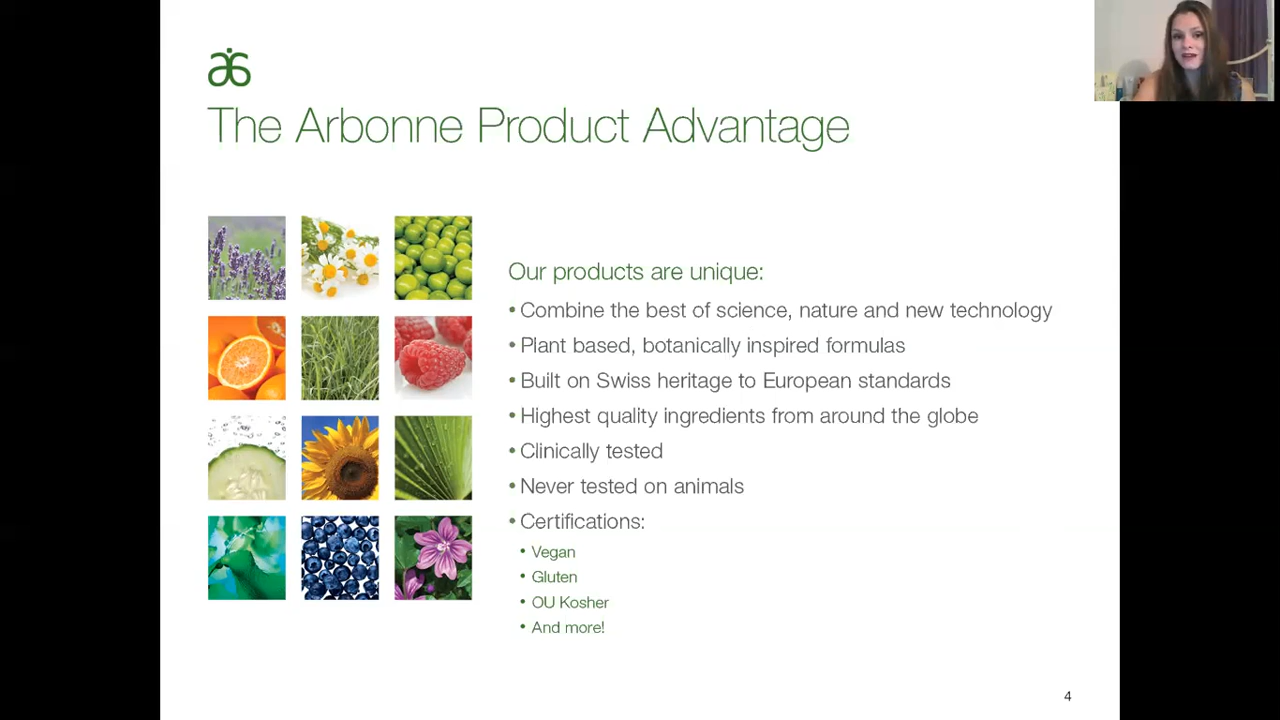 The Arbonne Product Advantage
Our products are unique:
• Combine the best of science, nature and new technology
• Plant based, botanically inspired formulas
• Built on Swiss heritage to European standards
• Highest quality ingredients from around the globe
• Clinically tested
• Never tested on animals
• Certifications:
• Vegan
• Gluten
• OU Kosher
• And more!
4